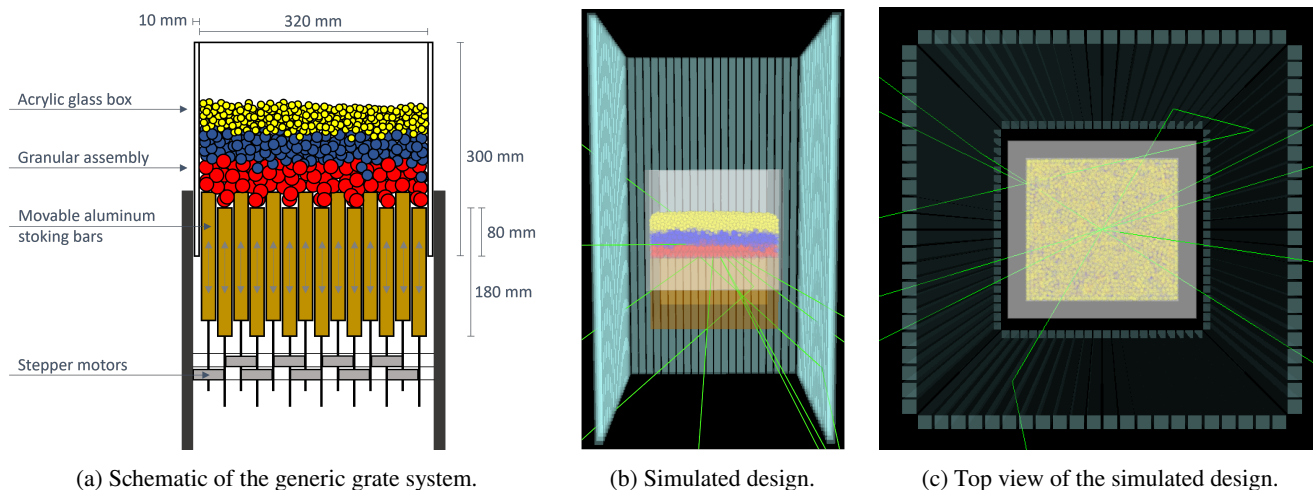 10 mm
320 mm
Acrylic glass box
Granular assembly
300 mm
Movable aluminum
stoking bars
80 mm
180 mm
Stepper motors
(a) Schematic of the generic grate system.
(b) Simulated design.
(c) Top view of the simulated design.